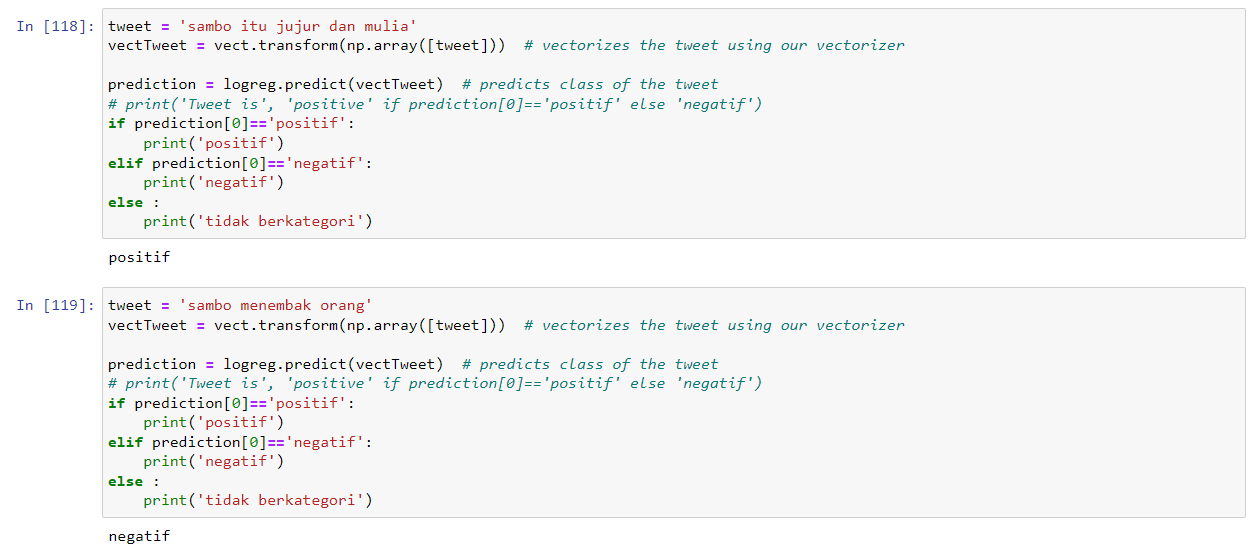 In [118]: tweet = 'sambo itu jujur dan mulia'
vectTweet = vect.transform(np.array([tweet]))  # vectorizes the tweet using our vectorizer
prediction = logreg.predict(vectTweet)  # predicts class of the tweet
# print('Tweet is', 'positive' if prediction[0]=='positif' else 'negatif')
if prediction[0]=='positif':
    print('positif')
elif prediction[0]=='negatif':
    print('negatif')
else :
    print('tidak berkategori')
positif
In [119]: tweet = 'sambo menembak orang'
vectTweet = vect.transform(np.array([tweet]))  # vectorizes the tweet using our vectorizer
prediction = logreg.predict(vectTweet)  # predicts class of the tweet
# print('Tweet is', 'positive' if prediction[0]=='positif' else 'negatif')
if prediction[0]=='positif':
    print('positif')
elif prediction[0]=='negatif':
    print('negatif')
else :
    print('tidak berkategori')
negatif